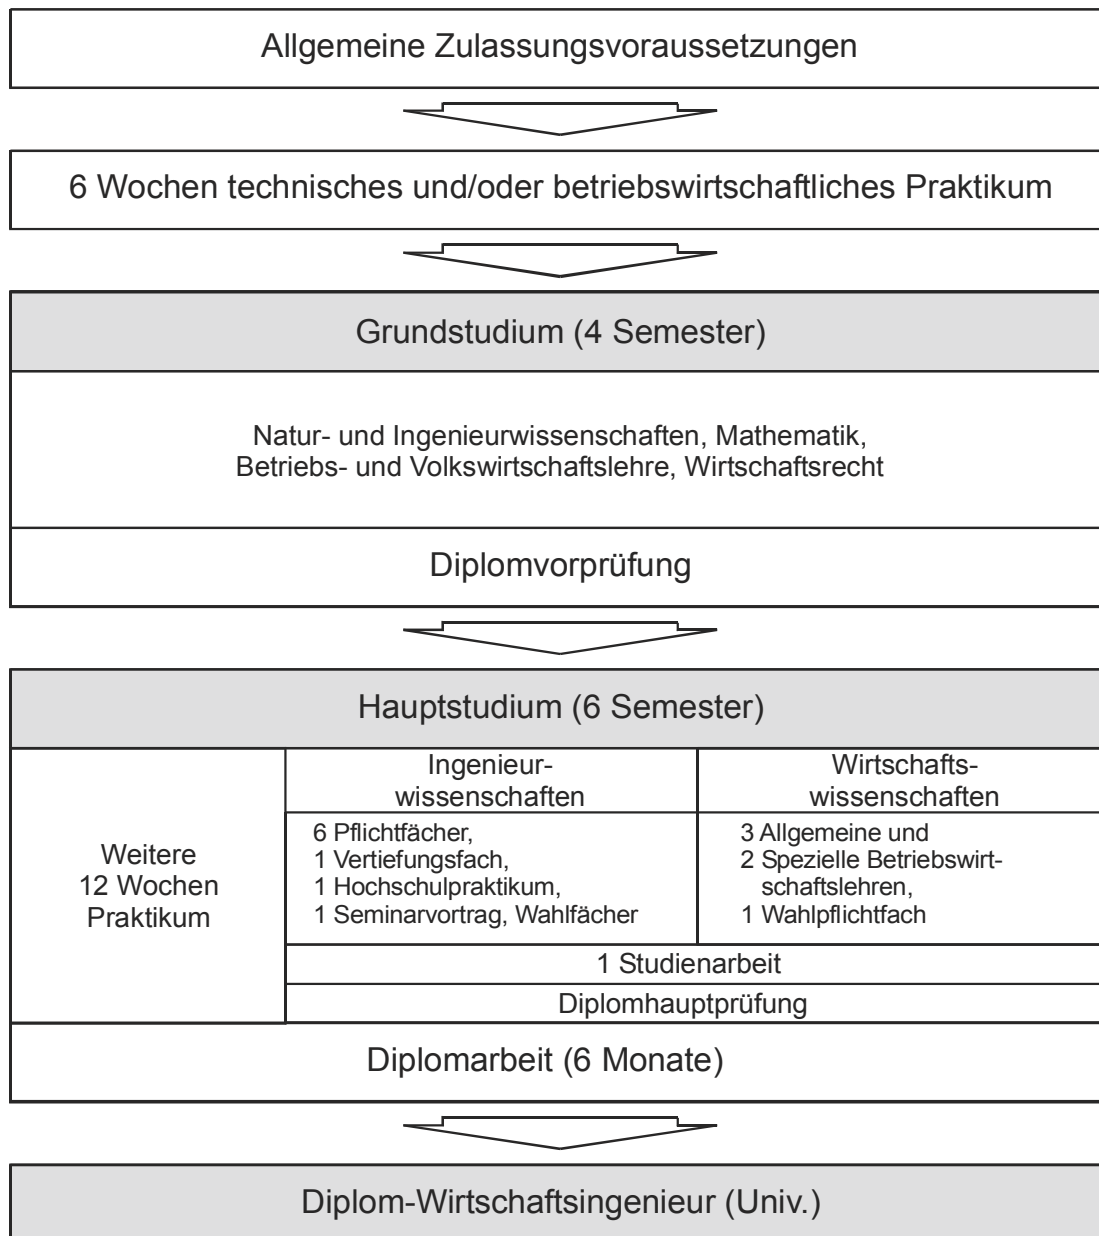 Allgemeine Zulassungsvoraussetzungen
6 Wochen technisches und/oder betriebswirtschaftliches Praktikum
Grundstudium (4 Semester)
Natur- und Ingenieurwissenschaften, Mathematik,
Betriebs- und Volkswirtschaftslehre, Wirtschaftsrecht
Diplomvorprüfung
Hauptstudium (6 Semester)
Weitere
12 Wochen
Praktikum
Ingenieur-
wissenschaften
6 Pflichtfächer,
1 Vertiefungsfach,
1 Hochschulpraktikum,
1 Seminarvortrag, Wahlfächer
Wirtschafts-
wissenschaften
3 Allgemeine und
2 Spezielle Betriebswirt-
schaftslehren,
1 Wahlpflichtfach
1 Studienarbeit
Diplomhauptprüfung
Diplomarbeit (6 Monate)
Diplom-Wirtschaftsingenieur (Univ.)